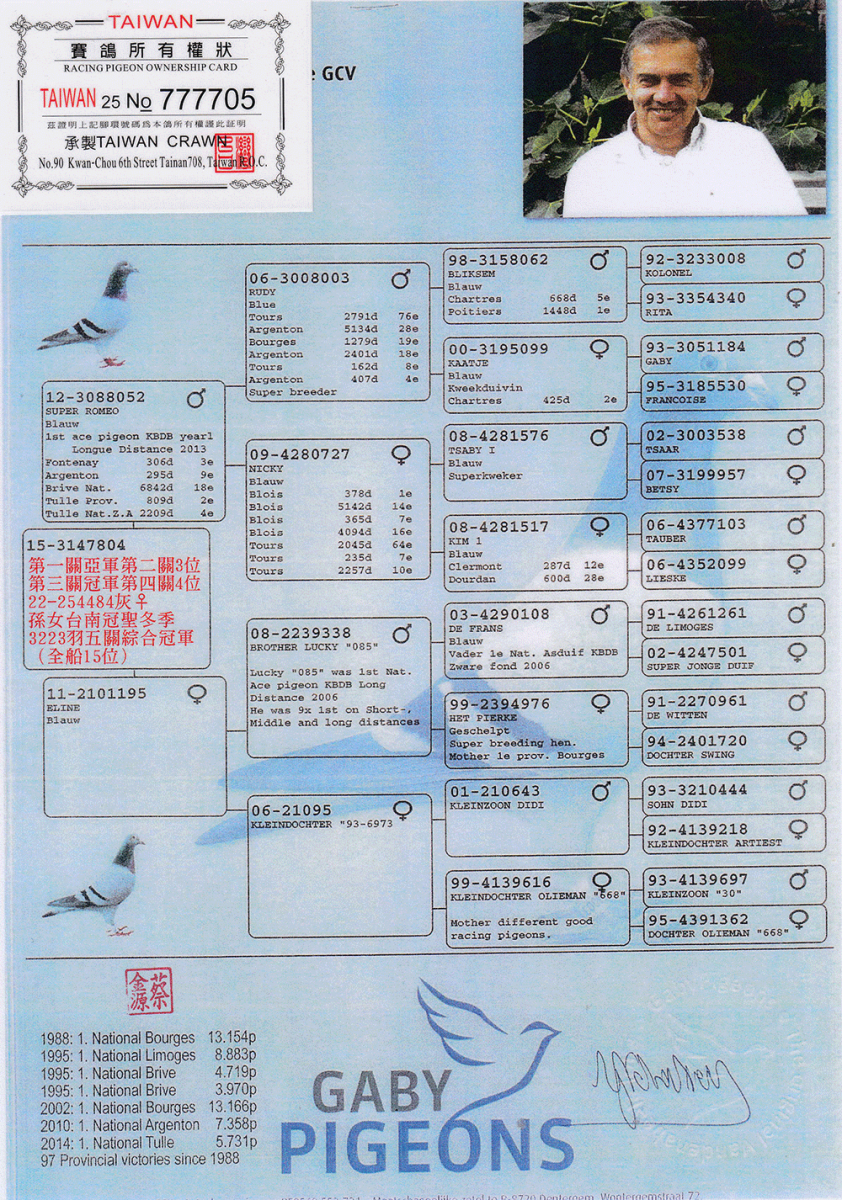 TAIWAN
賽鴿所有權狀
RACING PIGEON OWNERSHIP CARD
TAIWAN 25 No 777705
茲證明上記腳環號碼為本鴿所有權謹此証明
承製TAIWAN CRAWN
No.90 Kwan-Chou 6th Street Tainan708, Taiwan R.O.C.
e GCV
12-3088052
SUPER ROMEO
Blauw
1st ace pigeon KBDB yearl
Longue Distance 2013
Fontenay 306d 3e
Argenton 295d 9e
Brive Nat. 6842d 18e
Tulle Prov. 809d 2e
Tulle Nat.Z.A 2209d 4e
15-3147804
第一關亞軍第二關3位
第三關冠軍第四關4位
22-254484灰♀
孫女台南冠聖冬季
3223羽五關綜合冠軍
(全船15位)
11-2101195
ELINE
Blauw
06-3008003
RUDY
Blue
Tours 2791d 76e
Argenton 5134d 28e
Bourges 1279d 19e
Argenton 2401d 18e
Tours 162d 8e
Argenton 407d 4e
Super breeder
09-4280727
NICKY
Blauw
Blois 378d 1e
Blois 5142d 14e
Blois 365d 7e
Blois 4094d 16e
Tours 2045d 64e
Tours 235d 7e
Tours 2257d 10e
08-2239338
BROTHER LUCKY "085"
Lucky "085" was 1st Nat.
Ace pigeon KBDB Long
Distance 2006
He was 9x 1st on Short-,
Middle and long distances
06-21095
KLEINDOCHTER "93-6973
98-3158062
BLIKSEM
Blauw
Chartres 668d 5e
Poitiers 1448d 1e
00-3195099
KAATJE
Blauw
Kweekduivin
Chartres 425d 2e
08-4281576
TSABY I
Blauw
Superkweker
08-4281517
KIM 1
Blauw
Clermont 287d 12e
Dourdan 600d 28e
03-4290108
DE FRANS
Blauw
Vader 1e Nat. Asduif KBDB
Zware fond 2006
99-2394976
HET PIERKE
Geschelpt
Super breeding hen.
Mother 1e prov. Bourges
01-210643
KLEINZOON DIDI
99-4139616
KLEINDOCHTER OLIEMAN "668"
Mother different good
racing pigeons.
92-3233008
KOLONEL
93-3354340
RITA
93-3051184
GABY
95-3185530
FRANCOISE
02-3003538
TSAAR
07-3199957
BETSY
06-4377103
TAUBER
06-4352099
LIESKE
91-4261261
DE LIMOGES
02-4247501
SUPER JONGE DUIF
91-2270961
DE WITTEN
94-2401720
DOCHTER SWING
93-3210444
SOHN DIDI
92-4139218
KLEINDOCHTER ARTIEST
93-4139697
KLEINZOON "30"
95-4391362
DOCHTER OLIEMAN "668"
蔡金源
1988: 1. National Bourges 13.154p
1995: 1. National Limoges 8.883p
1995: 1. National Brive 4.719p
1995: 1. National Brive 3.970p
2002: 1. National Bourges 13.166p
2010: 1. National Argenton 7.358p
2014: 1. National Tulle 5.731p
97 Provincial victories since 1988
GABY
PIGEONS